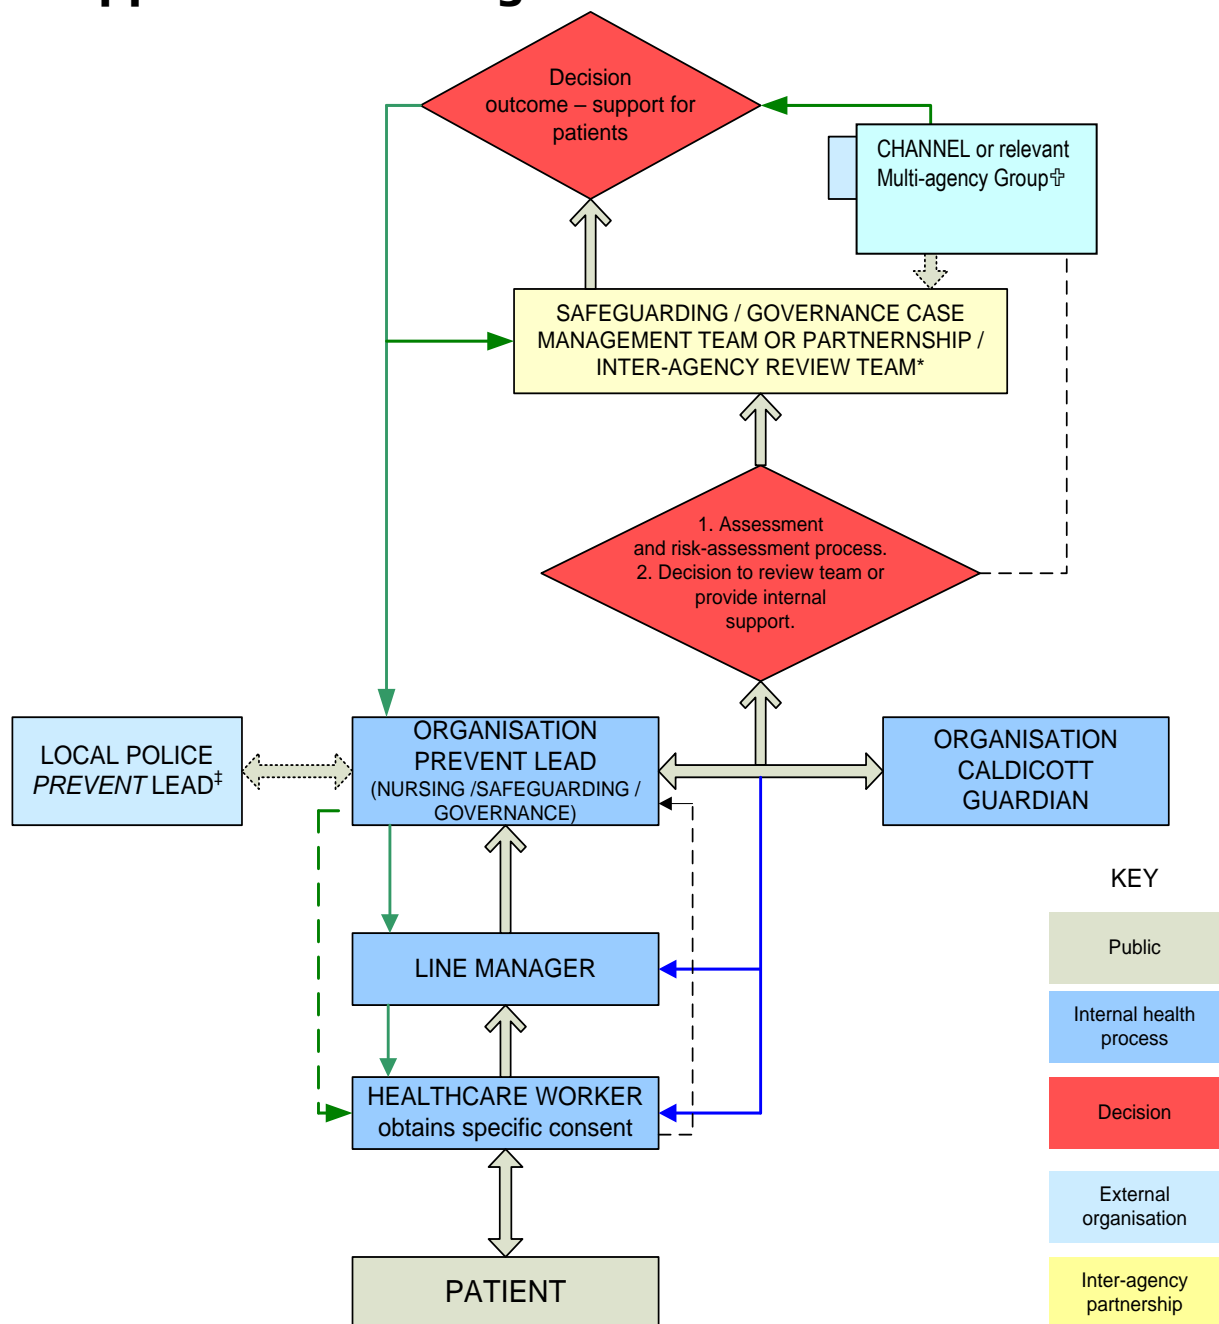 Decision
outcome – support for
patients
CHANNEL or relevant
Multi-agency Group✞
SAFEGUARDING / GOVERNANCE CASE
MANAGEMENT TEAM OR PARTNERNSHIP /
INTER-AGENCY REVIEW TEAM*
1. Assessment
and risk-assessment process.
2. Decision to review team or
provide internal
support.
LOCAL POLICE
PREVENT LEAD‡
ORGANISATION
PREVENT LEAD
(NURSING /SAFEGUARDING /
GOVERNANCE)
ORGANISATION
CALDICOTT
GUARDIAN
LINE MANAGER
HEALTHCARE WORKER
obtains specific consent
PATIENT
KEY
Public
Internal health
process
Decision
External
organisation
Inter-agency
partnership